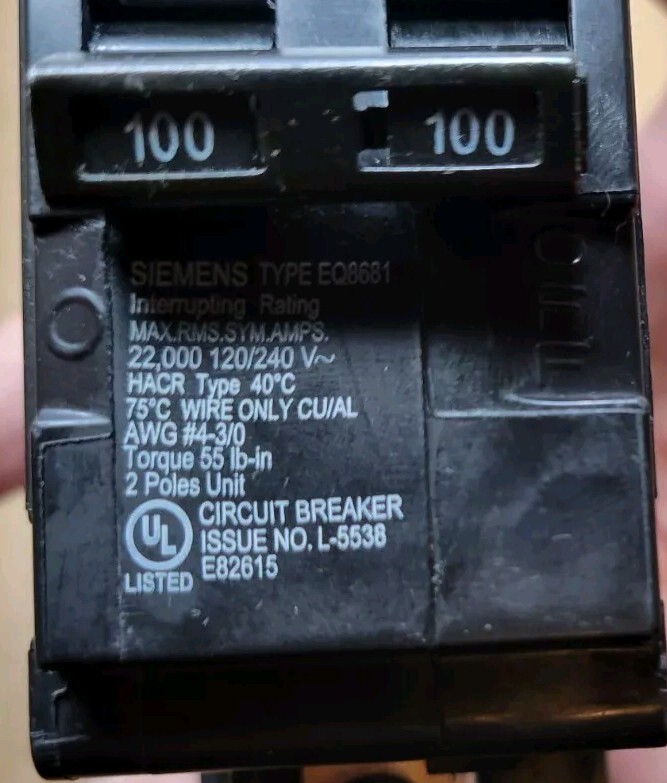 100 100
SIEMENS TYPE EQ8681
Interrupting Rating
MAX.RMS.SYM.AMPS.
22,000 120/240 V~
HACR Type 40°C
75°C WIRE ONLY CU/AL
AWG #4-3/0
Torque 55 lb-in
2 Poles Unit
UL CIRCUIT BREAKER
ISSUE NO. L-5538
LISTED E82615